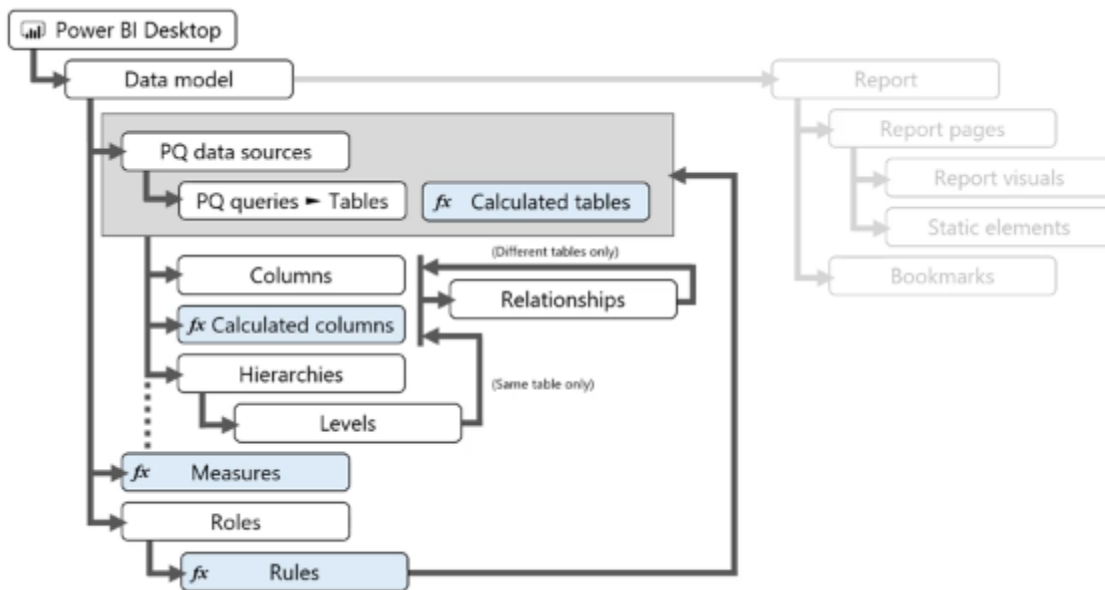 Power BI Desktop
Data model
Report
PQ data sources
Report pages
PQ queries ► Tables
fx Calculated tables
Report visuals
Static elements
(Different tables only)
Columns
Relationships
Bookmarks
fx Calculated columns
Hierarchies
(Same table only)
Levels
fx Measures
Roles
fx Rules